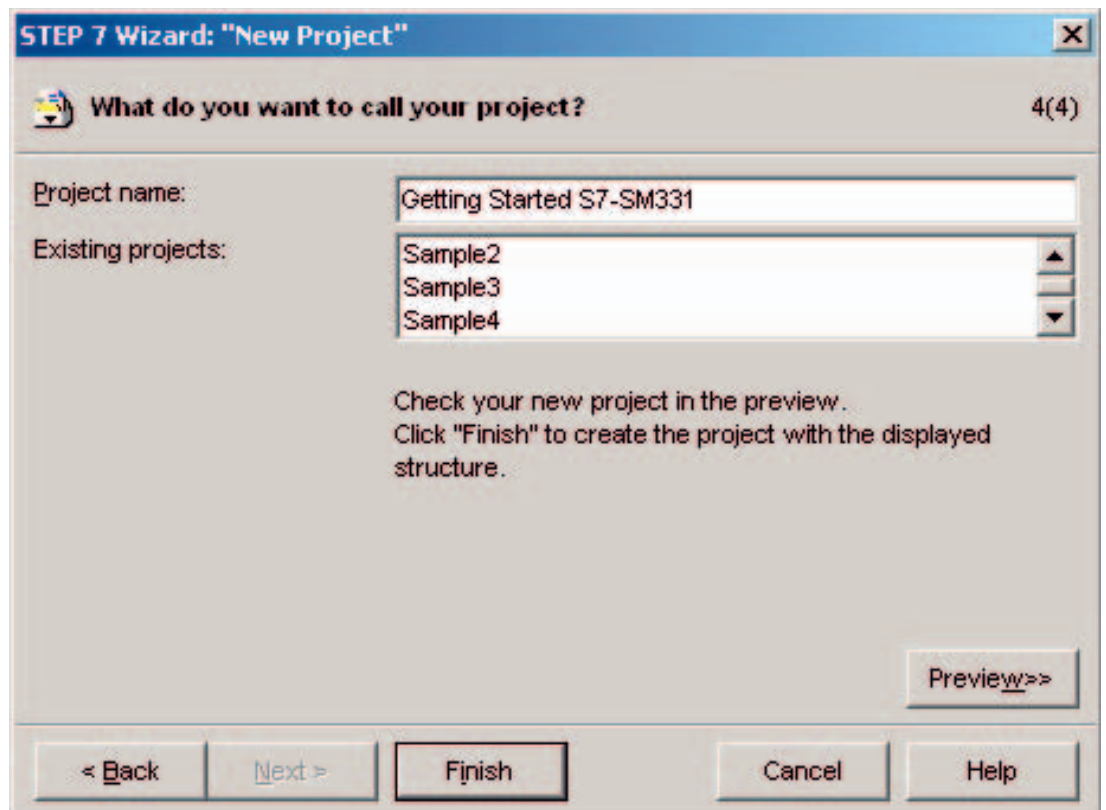 STEP 7 Wizard: "New Project"
What do you want to call your project? 4(4)
Project name: Getting Started S7-SM331
Existing projects: Sample2
Sample3
Sample4
Check your new project in the preview.
Click "Finish" to create the project with the displayed
structure.
Preview>>
< Back Next > Finish Cancel Help